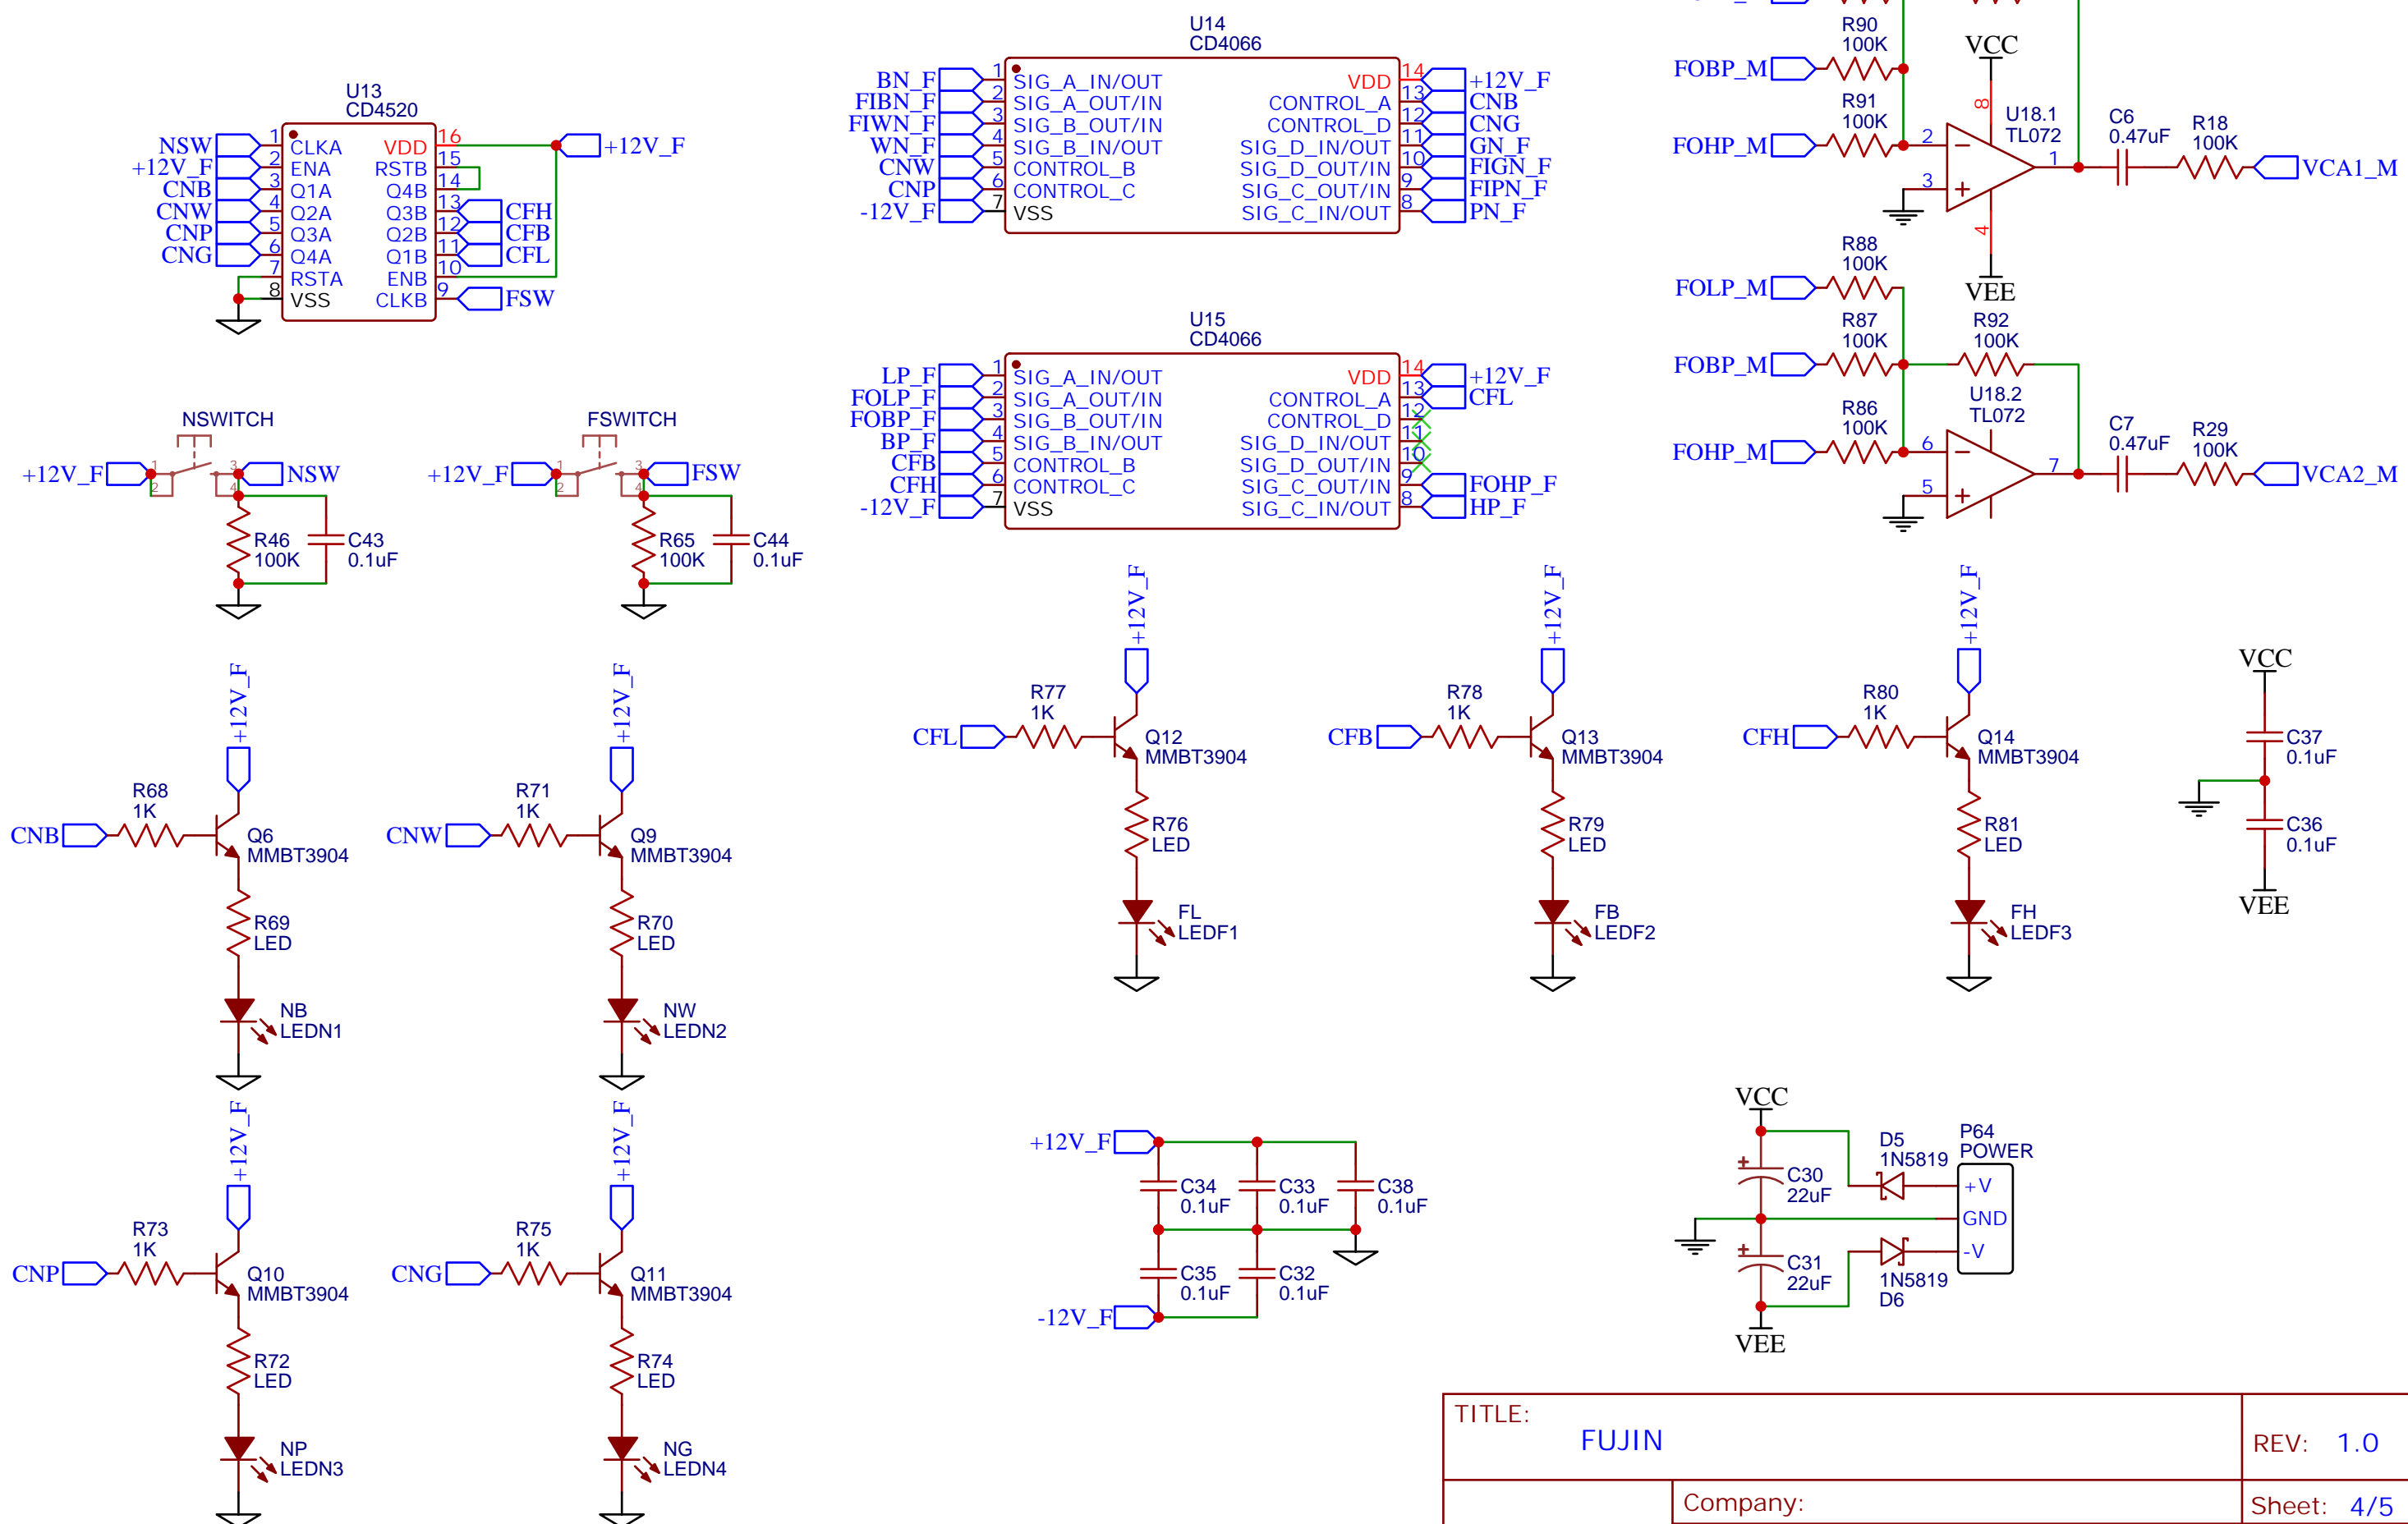 U13
CD4520
NSW 1 CLKA VDD 16 +12V_F
+12V_F 2 ENA RSTB 15
CNB 3 Q1A Q4B 14
CNW 4 Q2A Q3B 13 CFH
CNP 5 Q3A Q2B 12 CFB
CNG 6 Q4A Q1B 11 CFL
7 RSTA ENB 10
8 VSS CLKB 9 FSW
U14
CD4066
BN_F 1 SIG_A_IN/OUT VDD 14 +12V_F
FIBN_F 2 SIG_A_OUT/IN CONTROL_A 13 CNB
FIWN_F 3 SIG_B_OUT/IN CONTROL_D 12 CNG
WN_F 4 SIG_B_IN/OUT SIG_D_IN/OUT 11 GN_F
CNW 5 CONTROL_B SIG_D_OUT/IN 10 FIGN_F
CNP 6 CONTROL_C SIG_C_OUT/IN 9 FIPN_F
-12V_F 7 VSS SIG_C_IN/OUT 8 PN_F
R90
100K
FOBP_M
R91
100K
FOHP_M
VCC
8
2
3
1
4
VEE
U18.1
TL072
C6
0.47uF
R18
100K
VCA1_M
U15
CD4066
LP_F 1 SIG_A_IN/OUT VDD 14 +12V_F
FOLP_F 2 SIG_A_OUT/IN CONTROL_A 13 CFL
FOBP_F 3 SIG_B_OUT/IN CONTROL_D 12
BP_F 4 SIG_B_IN/OUT SIG_D_IN/OUT 11
CFB 5 CONTROL_B SIG_D_OUT/IN 10
CFH 6 CONTROL_C SIG_C_OUT/IN 9 FOHP_F
-12V_F 7 VSS SIG_C_IN/OUT 8 HP_F
R88
100K
FOLP_M
R87
100K
FOBP_M
R92
100K
R86
100K
FOHP_M
U18.2
TL072
6
5
7
C7
0.47uF
R29
100K
VCA2_M
NSWITCH
+12V_F 1 2 3 4 NSW
R46
100K
C43
0.1uF
FSWITCH
+12V_F 1 2 3 4 FSW
R65
100K
C44
0.1uF
+12V_F
R68
1K
CNB
Q6
MMBT3904
R69
LED
NB
LEDN1
+12V_F
R71
1K
CNW
Q9
MMBT3904
R70
LED
NW
LEDN2
+12V_F
R77
1K
CFL
Q12
MMBT3904
R76
LED
FL
LEDF1
+12V_F
R78
1K
CFB
Q13
MMBT3904
R79
LED
FB
LEDF2
+12V_F
R80
1K
CFH
Q14
MMBT3904
R81
LED
FH
LEDF3
VCC
C37
0.1uF
C36
0.1uF
VEE
+12V_F
R73
1K
CNP
Q10
MMBT3904
R72
LED
NP
LEDN3
+12V_F
R75
1K
CNG
Q11
MMBT3904
R74
LED
NG
LEDN4
+12V_F
C34
0.1uF
C33
0.1uF
C38
0.1uF
C35
0.1uF
C32
0.1uF
-12V_F
VCC
+
C30
22uF
+
C31
22uF
VEE
D5
1N5819
1N5819
D6
P64
POWER
+V
GND
-V
TITLE:
FUJIN
REV: 1.0
Company:
Sheet: 4/5